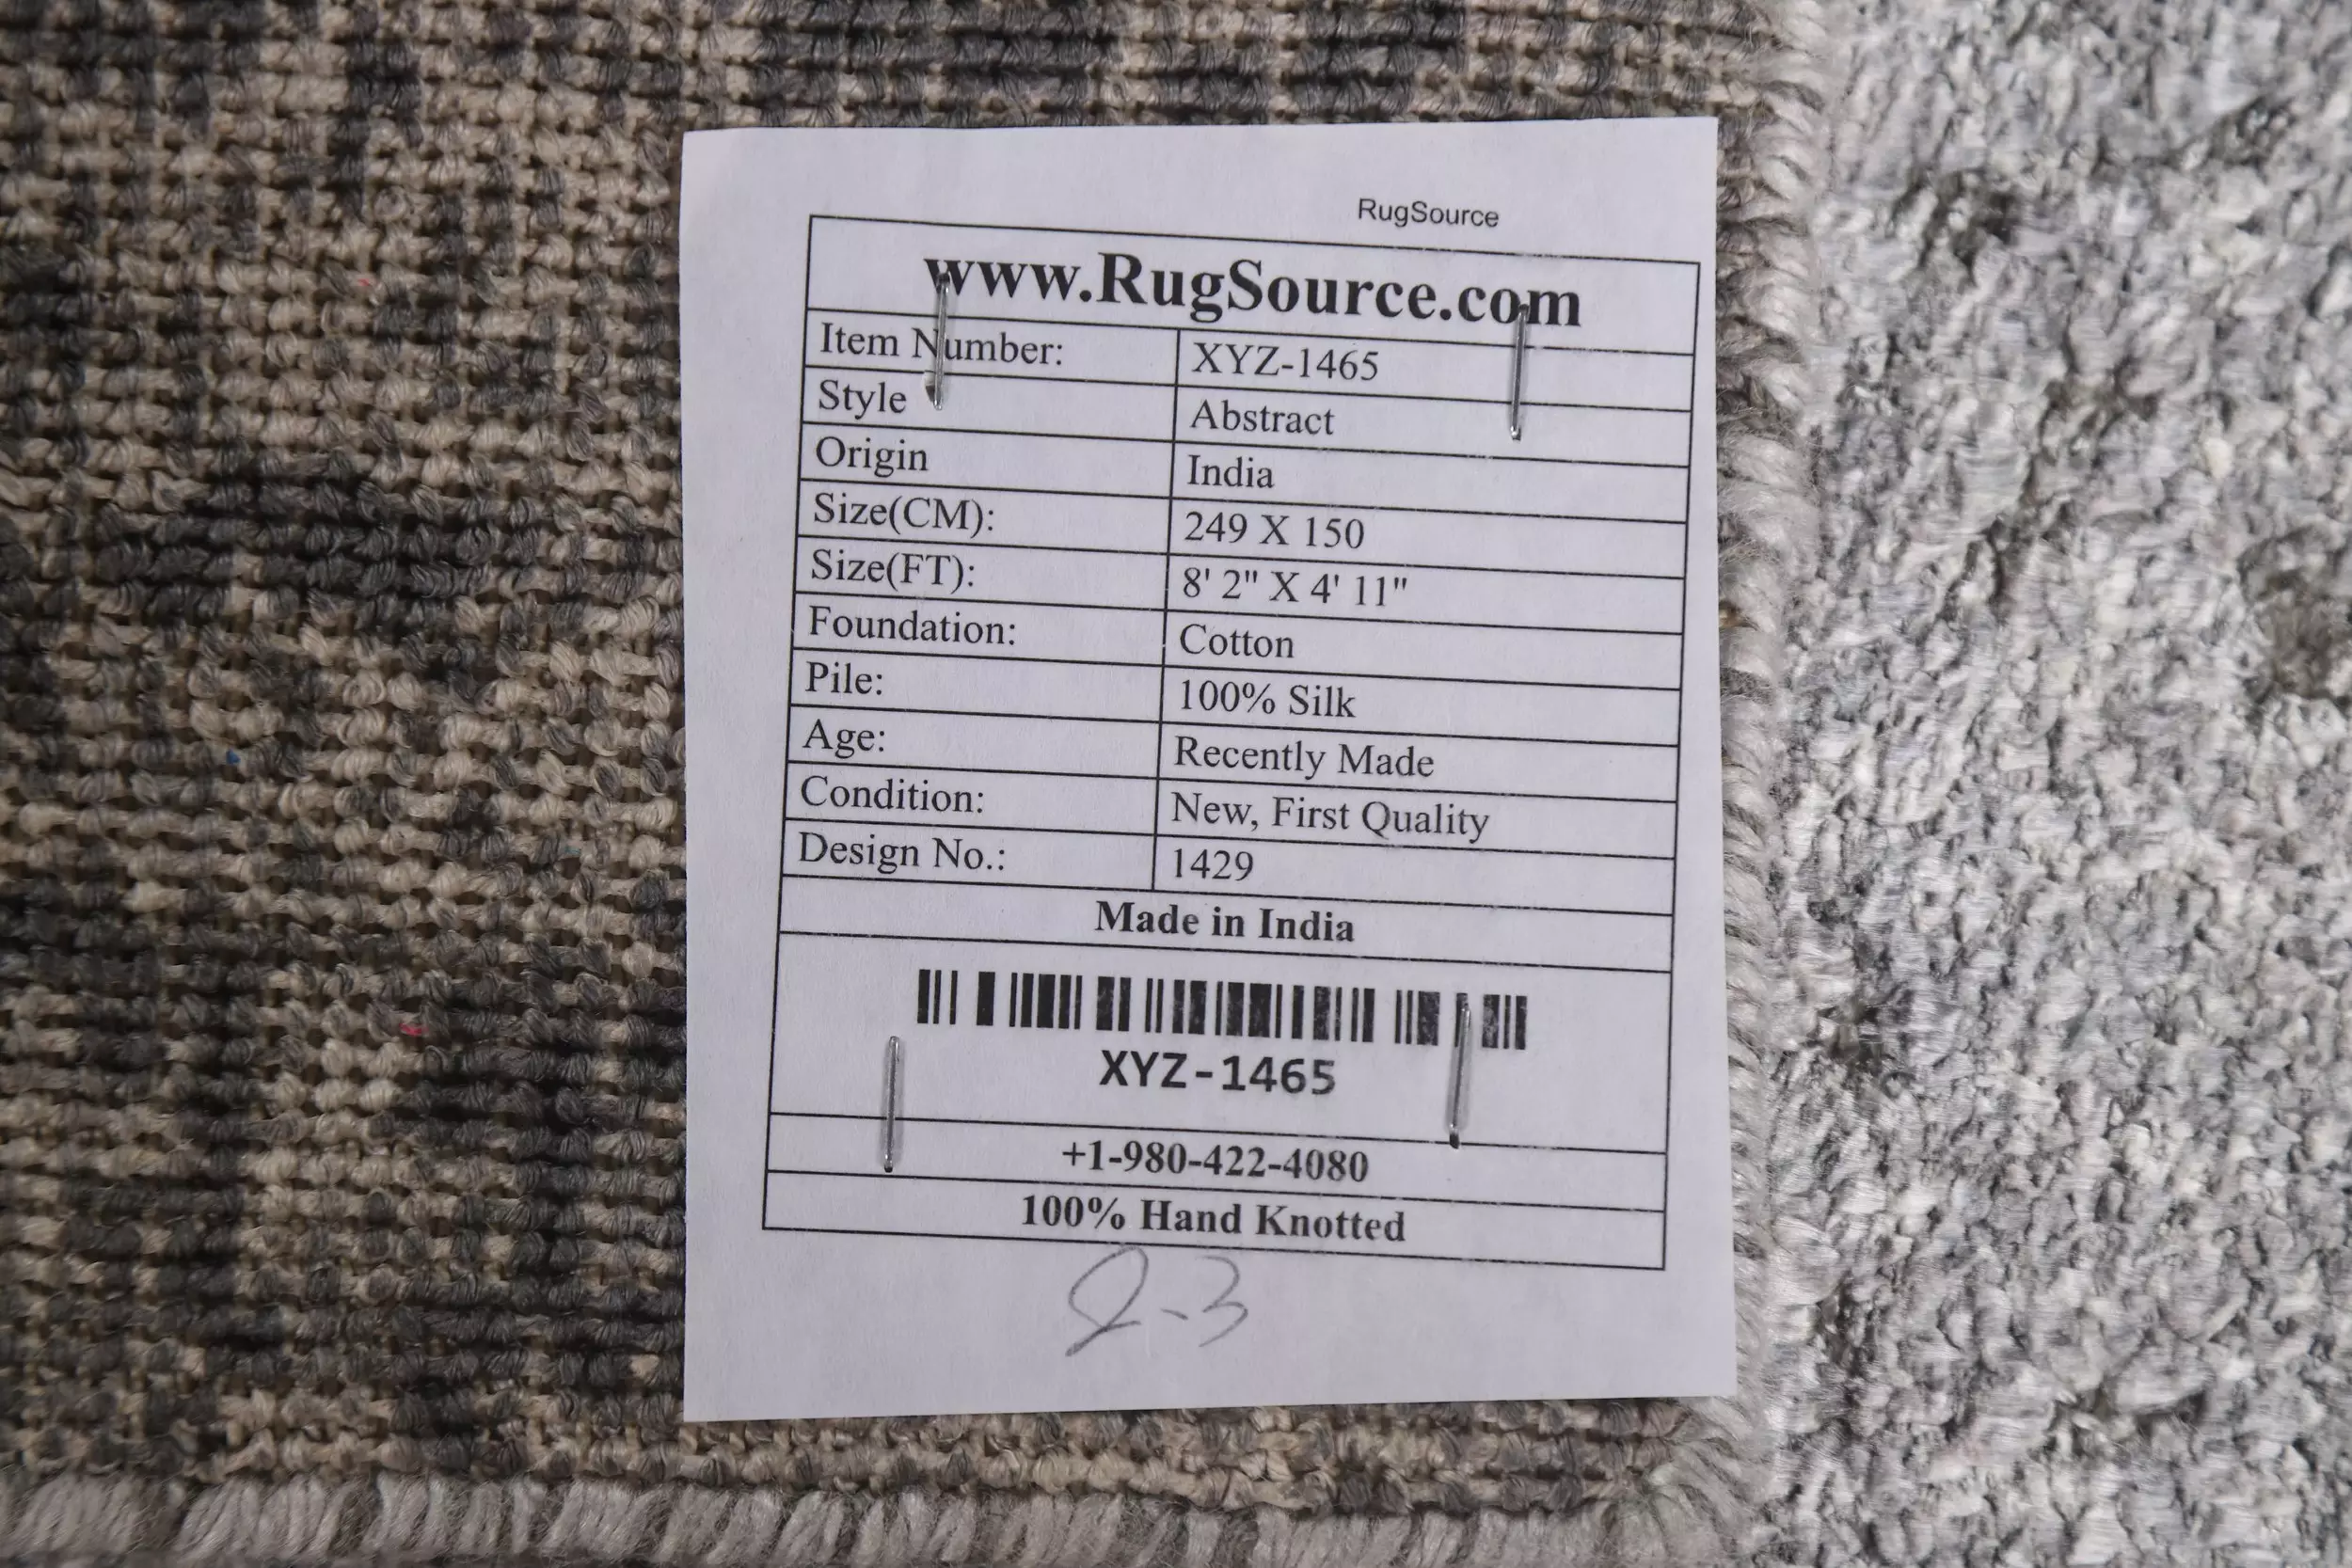 RugSource
www.RugSource.com
Item Number: XYZ-1465
Style Abstract
Origin India
Size(CM): 249 X 150
Size(FT): 8' 2" X 4' 11"
Foundation: Cotton
Pile: 100% Silk
Age: Recently Made
Condition: New, First Quality
Design No.: 1429
Made in India
XYZ-1465
+1-980-422-4080
100% Hand Knotted